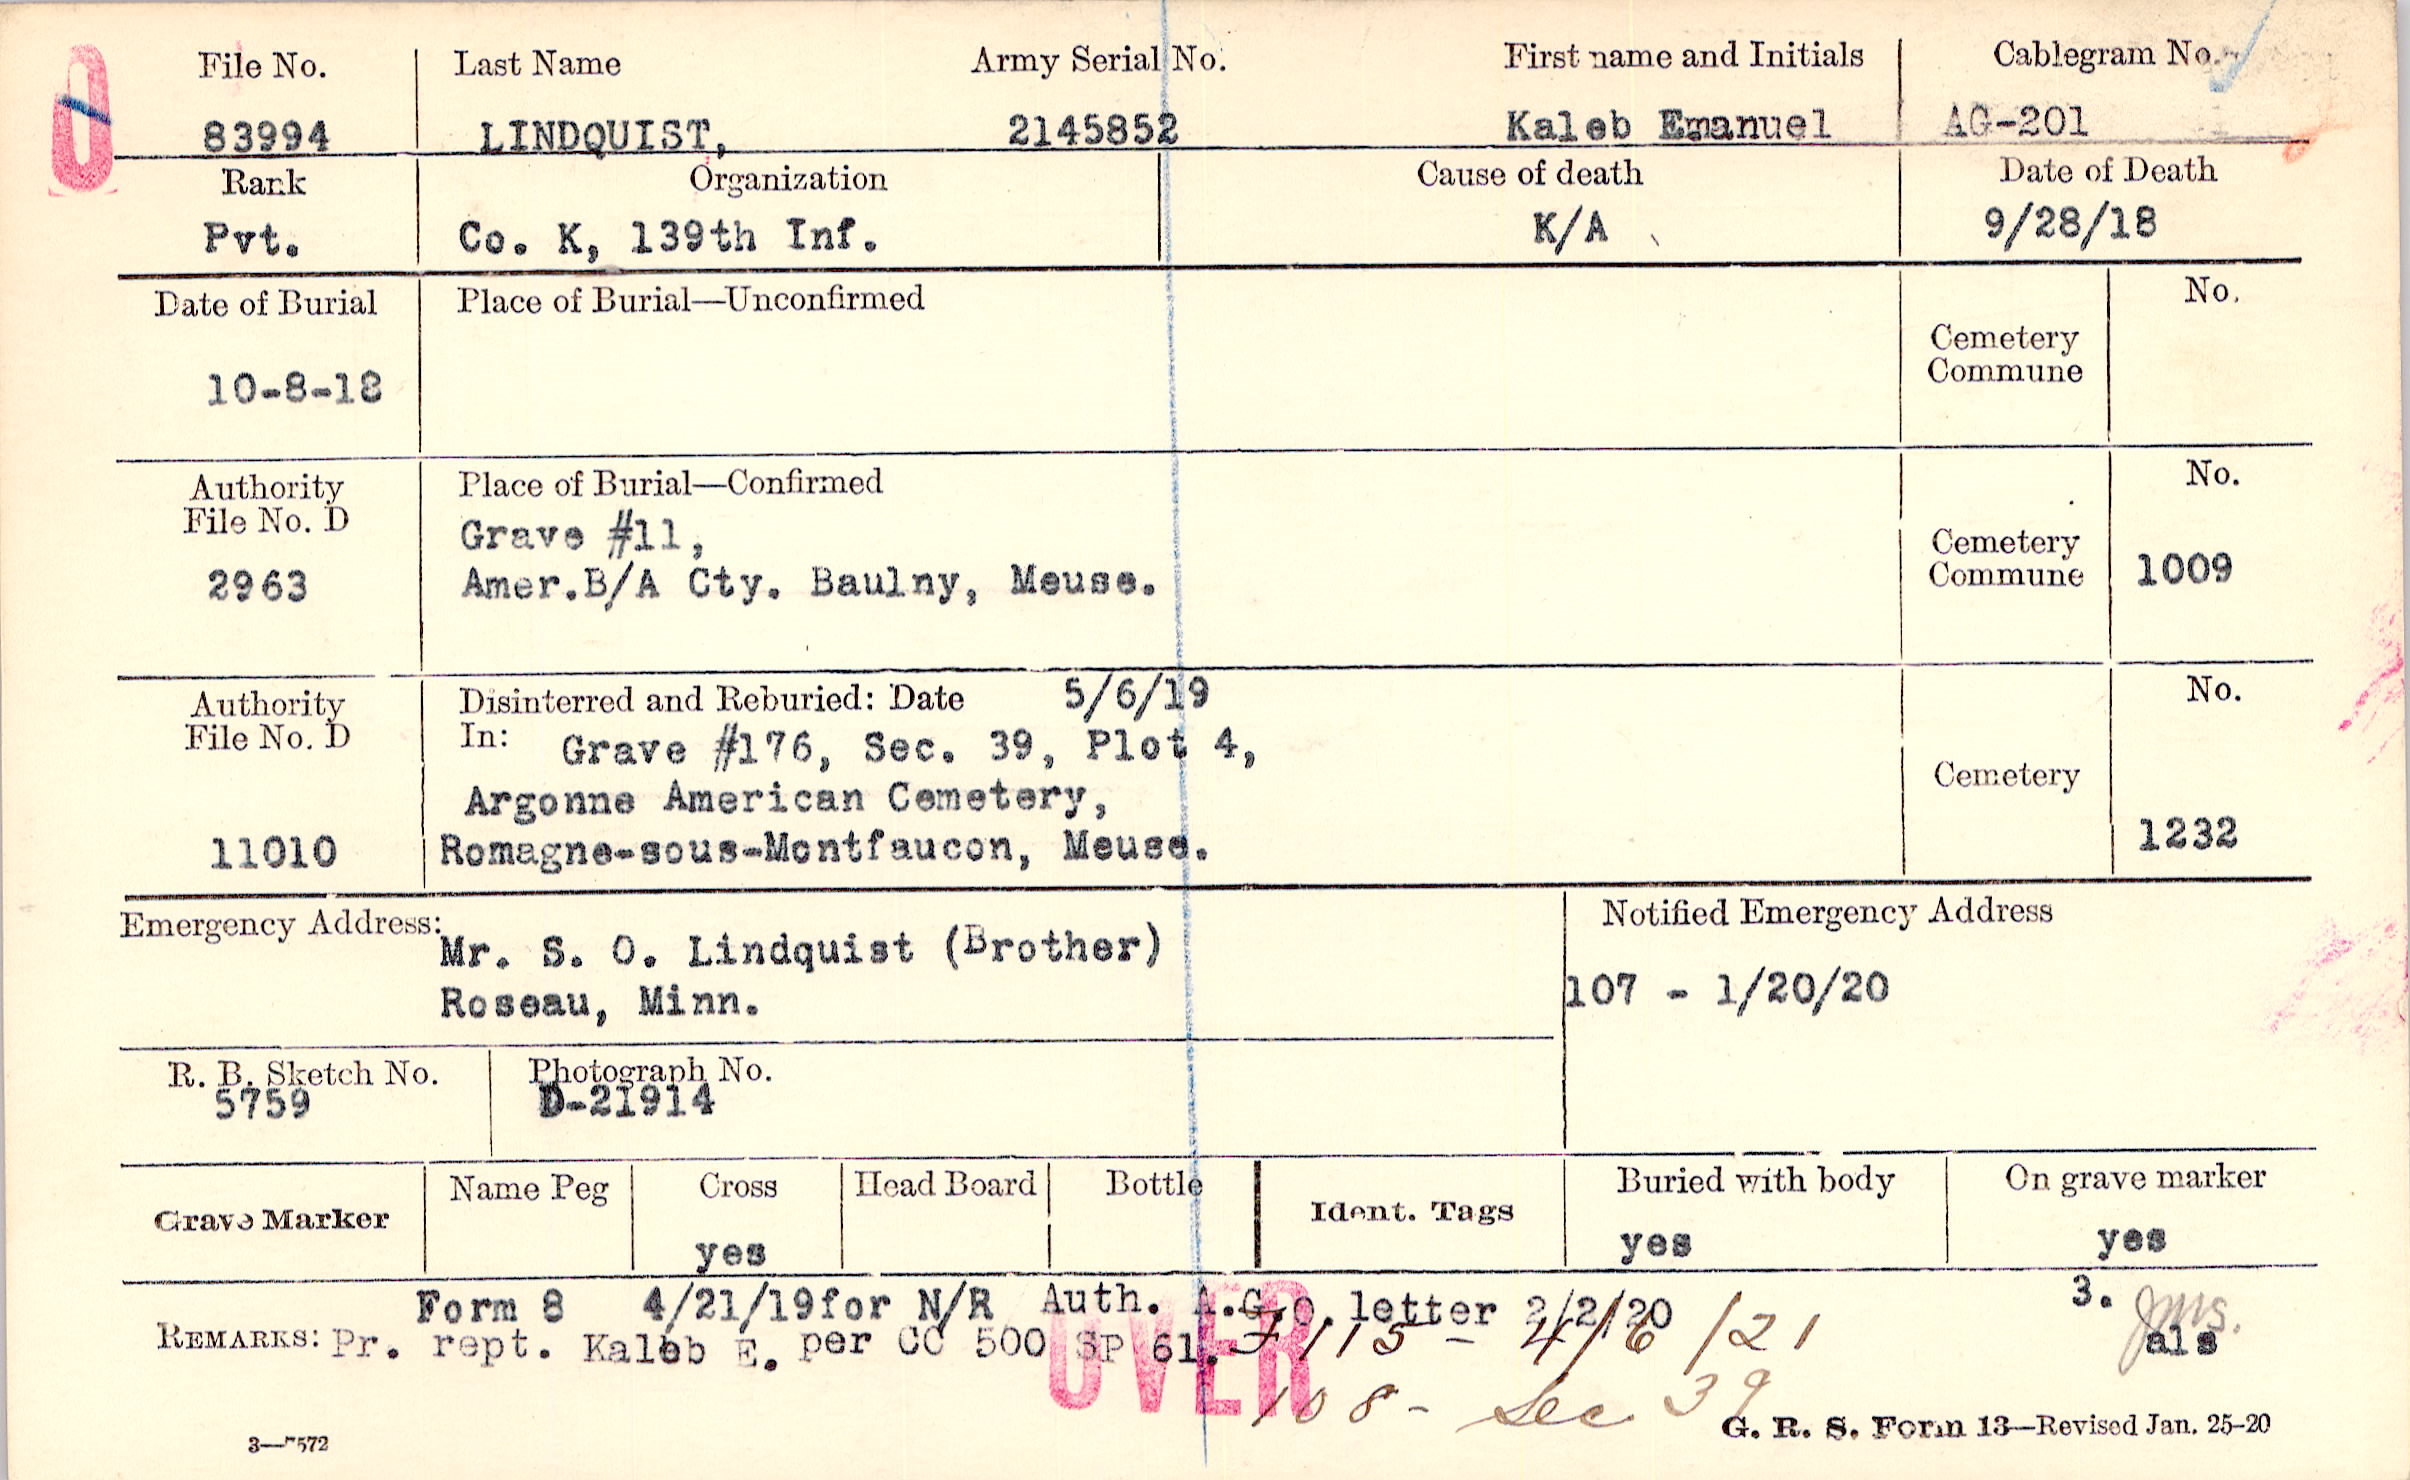 O
File No. Last Name Army Serial No. First name and Initials Cablegram No.
83994 LINDQUIST, 2145852 Kaleb Emanuel AG-201
Rank Organization Cause of death Date of Death
Pvt. Co. K, 139th Inf. K/A 9/28/18
Date of Burial Place of Burial—Unconfirmed No.
Cemetery
Commune
10-8-18
Authority Place of Burial—Confirmed No.
File No. D
Grave #11,
2963 Amer.B/A Cty. Baulny, Meuse. Cemetery
Commune 1009
Authority Disinterred and Reburied: Date 5/6/19 No.
File No. D In: Grave #176, Sec. 39, Plot 4,
Argonne American Cemetery, Cemetery
11010 Romagne-sous-Montfaucon, Meuse. 1232
Emergency Address: Notified Emergency Address
Mr. S. O. Lindquist (Brother)
Roseau, Minn. 107 - 1/20/20
R. B. Sketch No. Photograph No.
5759 D-21914
Grave Marker Name Peg Cross Head Board Bottle Ident. Tags Buried with body On grave marker
yes yes yes
Form 8 4/21/19for N/R Auth. A.G.O. letter 2/2/20 3.
REMARKS: Pr. rept. Kaleb E. per CC 500 SP 61. 115 - 4/6/21 als
OVER
108 - Sec 39
3— G. R. S. Form 13—Revised Jan. 25-20